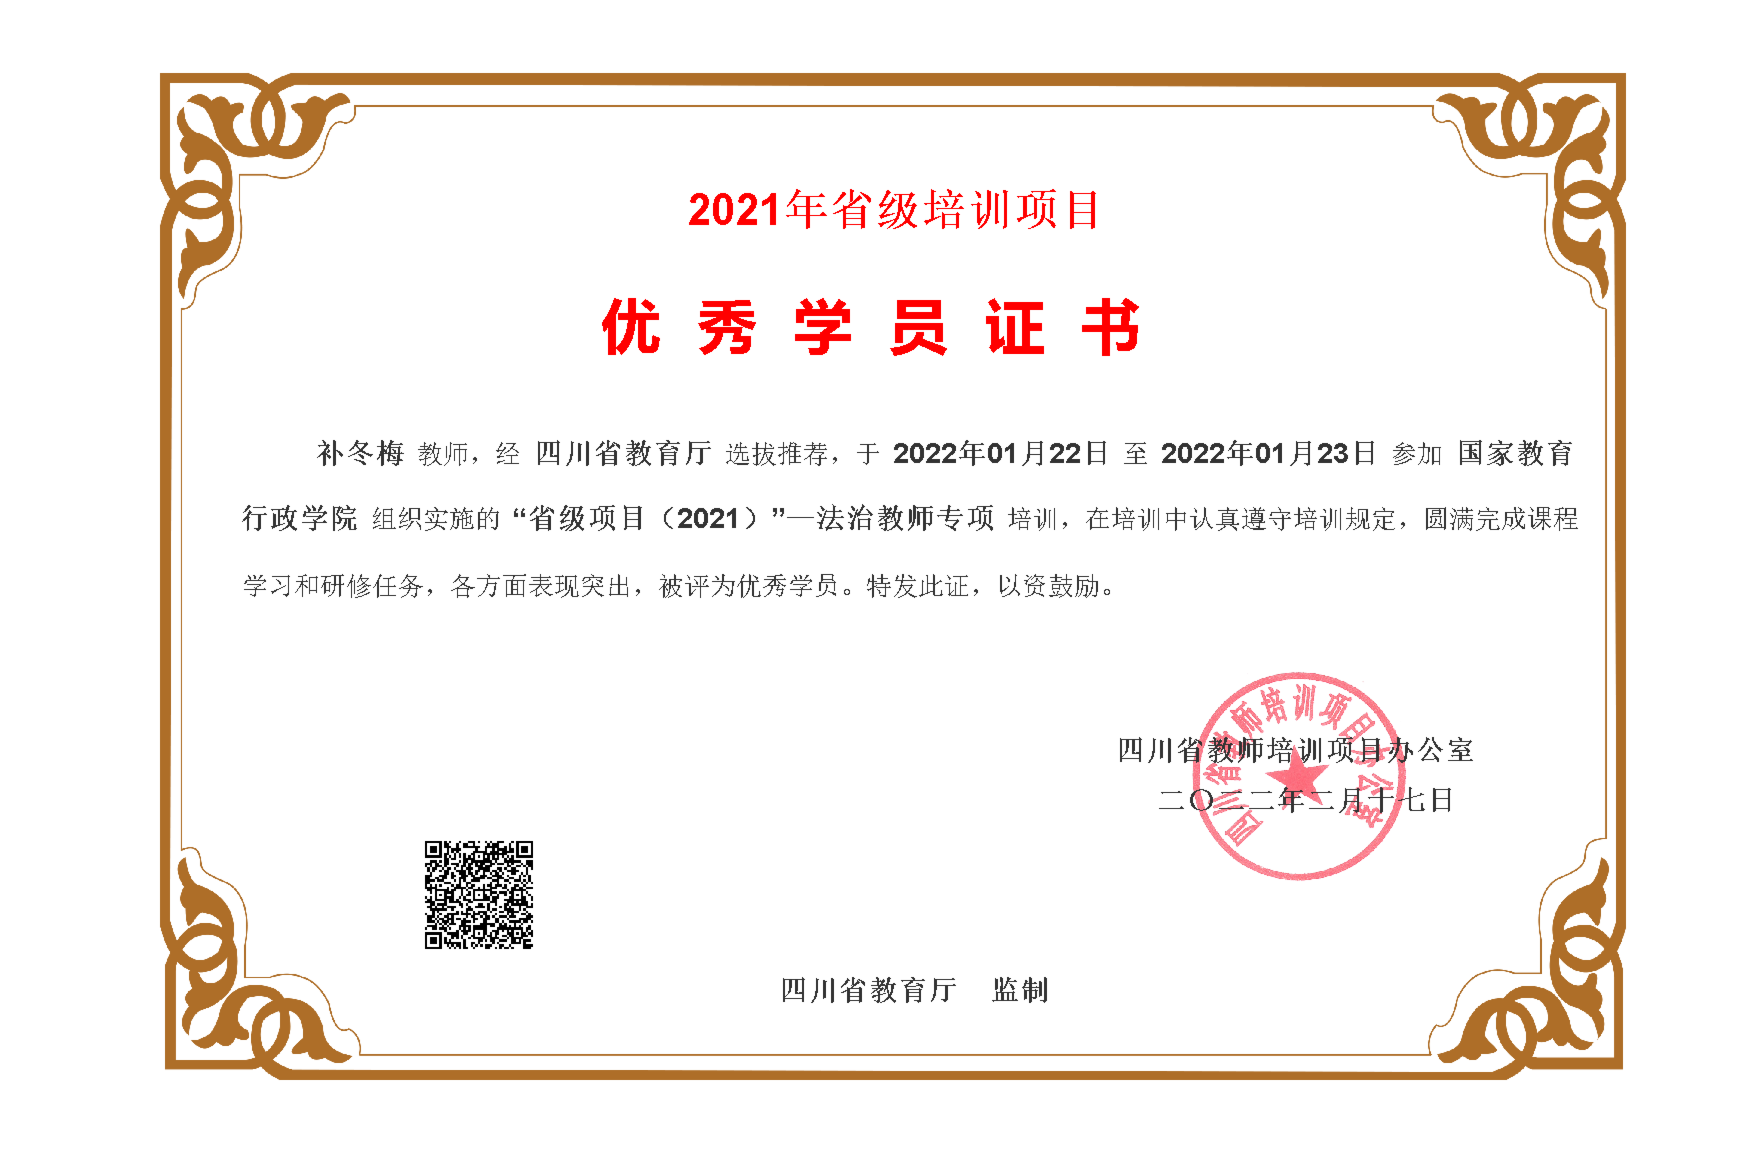 2021年省级培训项目
优秀学员证书
补冬梅 教师，经 四川省教育厅 选拔推荐，于 2022年01月22日 至 2022年01月23日 参加 国家教育
行政学院 组织实施的 “省级项目（2021）”—法治教师专项 培训，在培训中认真遵守培训规定，圆满完成课程
学习和研修任务，各方面表现突出，被评为优秀学员。特发此证，以资鼓励。
四川省教师培训项目办公室
四川省教师培训项目办公室
二〇二二年二月十七日
四川省教育厅 监制